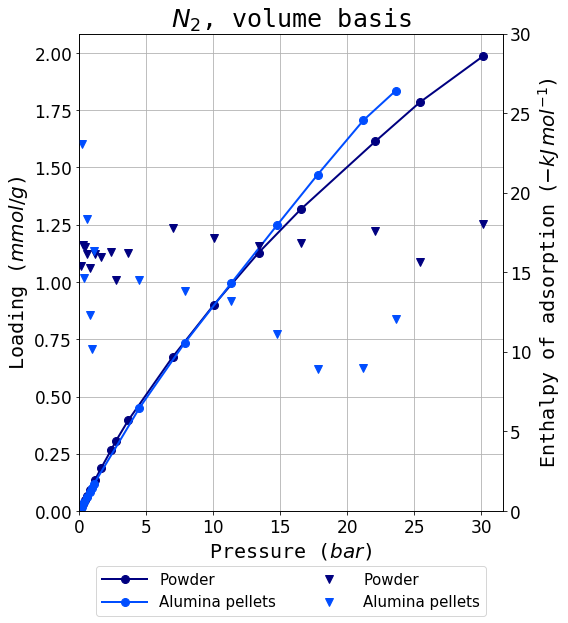 N₂, volume basis
Loading (mmol/g)
2.00
1.75
1.50
1.25
1.00
0.75
0.50
0.25
0.00
30
25
20
15
10
5
0
Enthalpy of adsorption (−kJ mol⁻¹)
0 5 10 15 20 25 30
Pressure (bar)
Powder Powder
Alumina pellets Alumina pellets